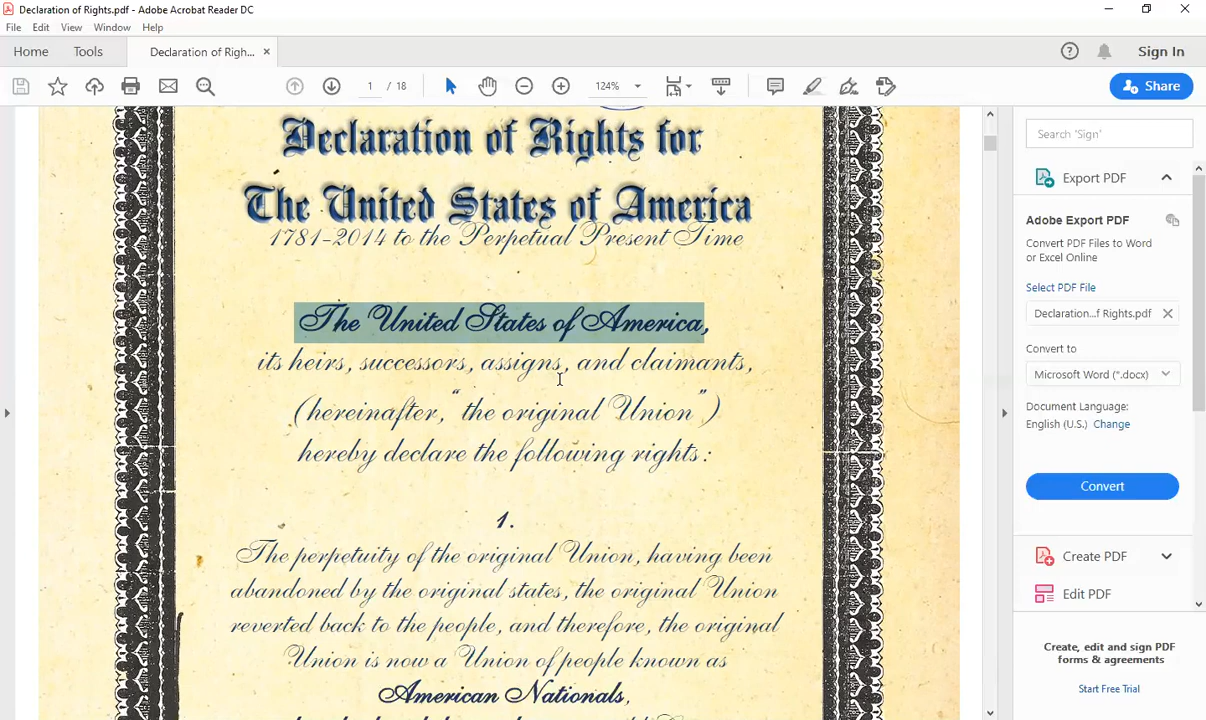 Declaration of Rights.pdf - Adobe Acrobat Reader DC
File Edit View Window Help
Home Tools Declaration of Righ... × Sign In
1 / 18 124% Share
Declaration of Rights for
The United States of America
1781-2014 to the Perpetual Present Time
The United States of America,
its heirs, successors, assigns, and claimants,
(hereinafter, “the original Union”)
hereby declare the following rights:
1.
The perpetuity of the original Union, having been
abandoned by the original states, the original Union
reverted back to the people, and therefore, the original
Union is now a Union of people known as
American Nationals,
Search 'Sign'
Export PDF
Adobe Export PDF
Convert PDF Files to Word
or Excel Online
Select PDF File
Declaration...f Rights.pdf
Convert to
Microsoft Word (*.docx)
Document Language:
English (U.S.) Change
Convert
Create PDF
Edit PDF
Create, edit and sign PDF
forms & agreements
Start Free Trial